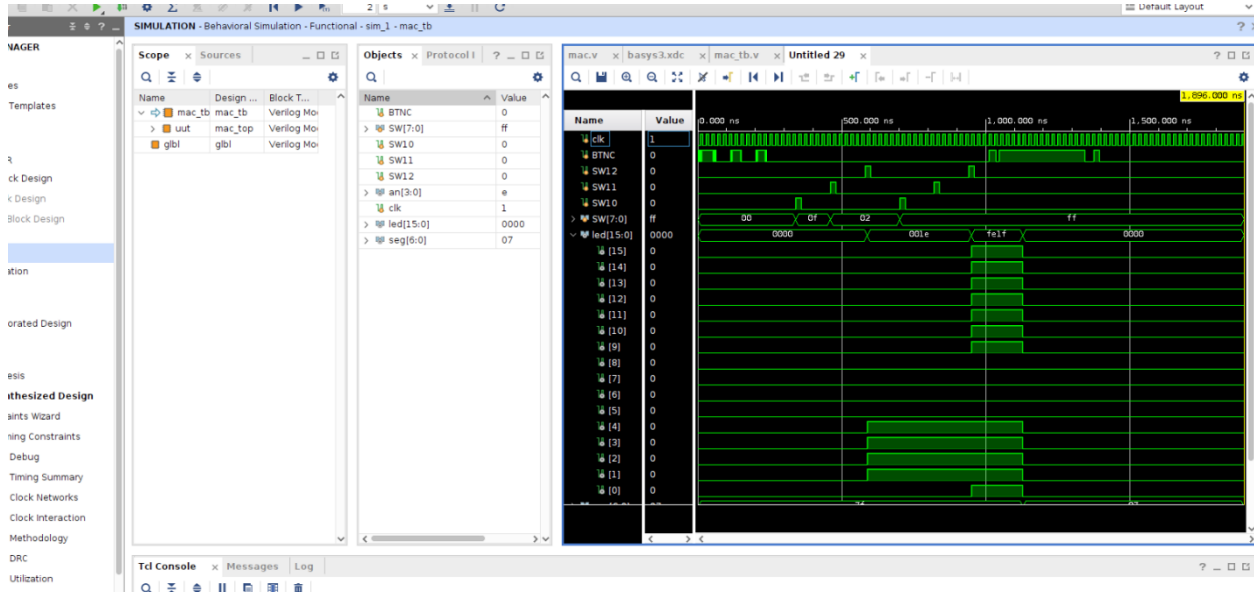 2 s
Default Layout
SIMULATION - Behavioral Simulation - Functional - sim_1 - mac_tb
NAGER
es
Templates
R
ck Design
k Design
Block Design
ation
orated Design
esis
nthesized Design
aints Wizard
ning Constraints
Debug
Timing Summary
Clock Networks
Clock Interaction
Methodology
DRC
Utilization
Scope x Sources
Name Design ... Block T...
mac_tb mac_tb Verilog Mo
uut mac_top Verilog Mo
glbl glbl Verilog Mo
Objects x Protocol I
Name Value
BTNC 0
SW[7:0] ff
SW10 0
SW11 0
SW12 0
an[3:0] e
clk 1
led[15:0] 0000
seg[6:0] 07
mac.v x basys3.xdc x mac_tb.v x Untitled 29 x
1,896.000 ns
Name Value 0.000 ns 500.000 ns 1,000.000 ns 1,500.000 ns
clk 1
BTNC 0
SW12 0
SW11 0
SW10 0
SW[7:0] ff 00 0f 02 ff
led[15:0] 0000 0000 001e fe1f 0000
[15] 0
[14] 0
[13] 0
[12] 0
[11] 0
[10] 0
[9] 0
[8] 0
[7] 0
[6] 0
[5] 0
[4] 0
[3] 0
[2] 0
[1] 0
[0] 0
Tcl Console x Messages Log